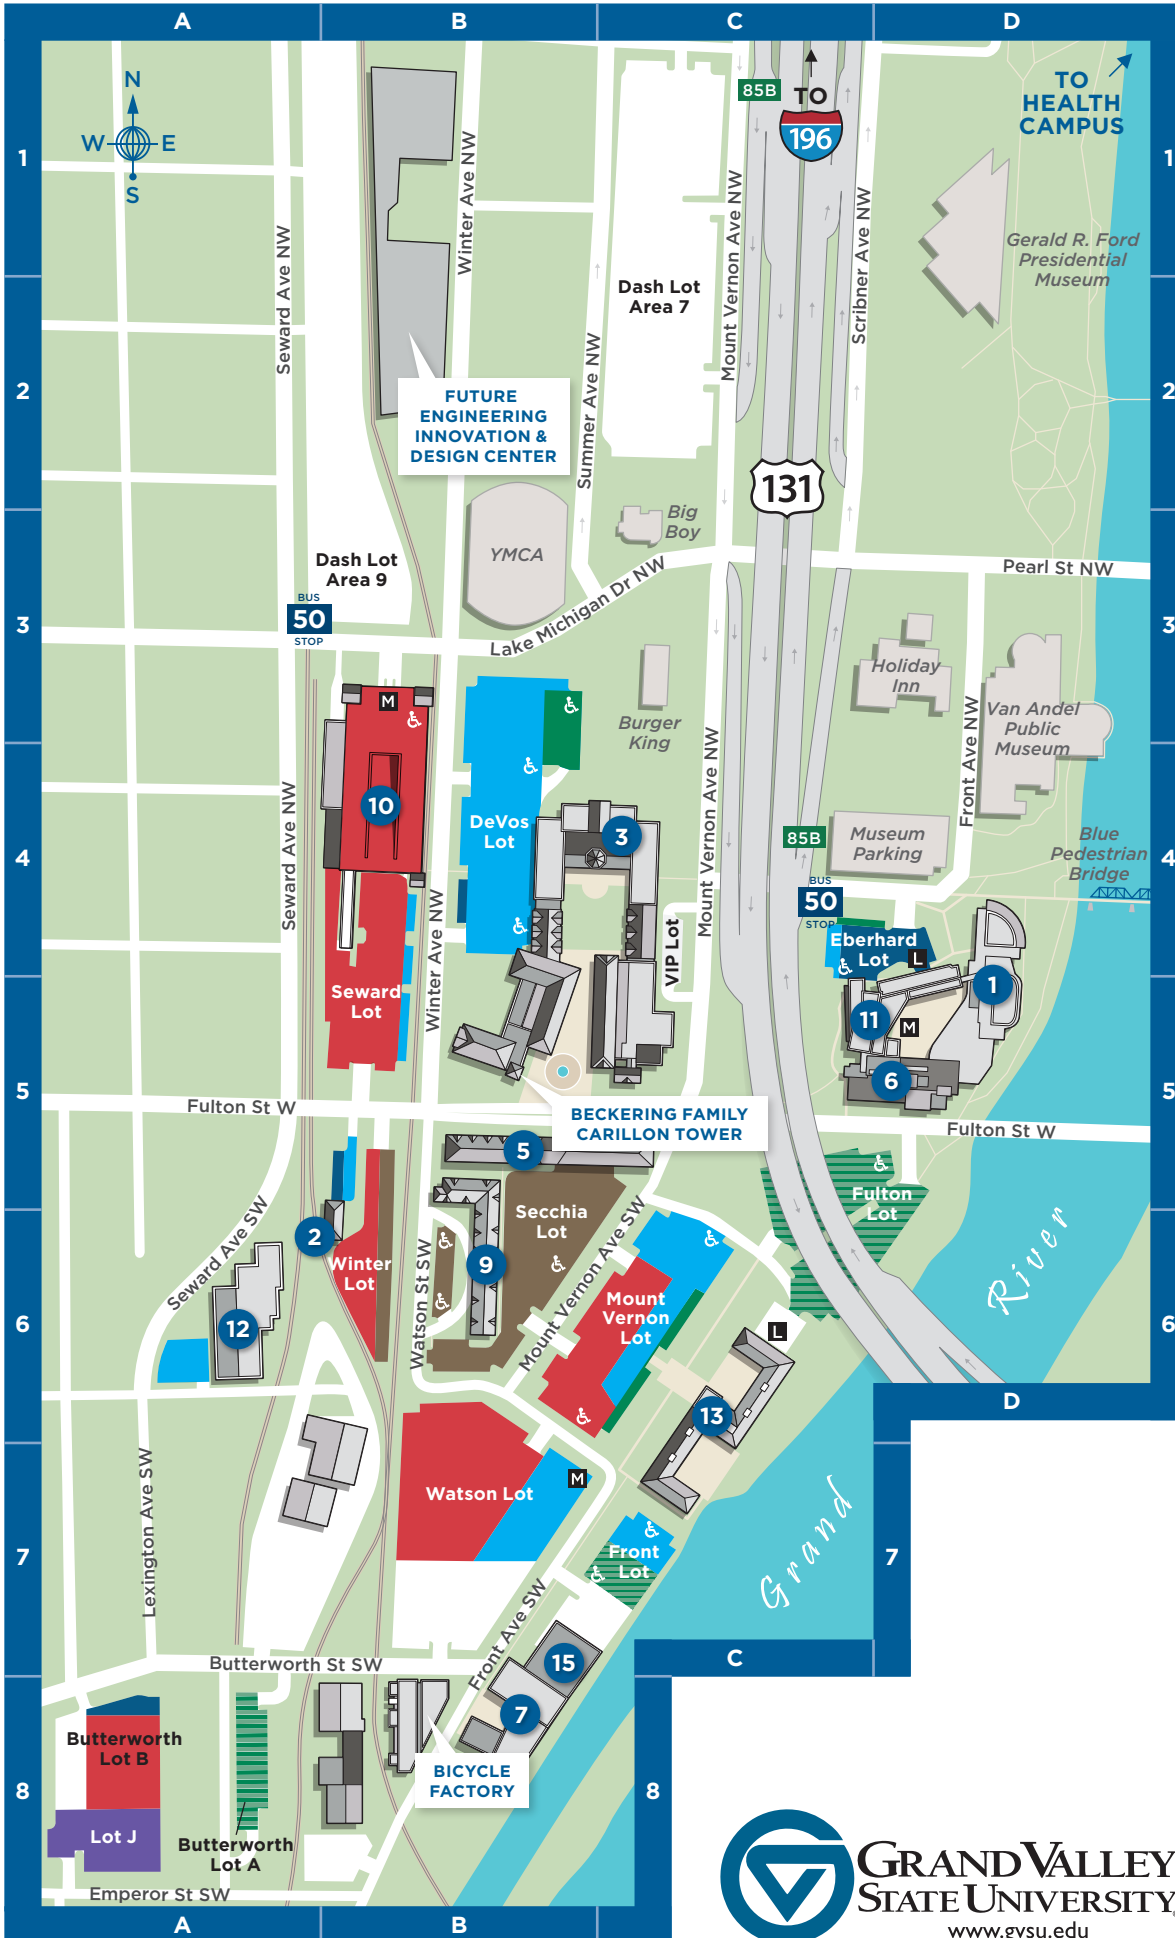 A B C D
N
W E
S
1
85B
TO
196
TO
HEALTH
CAMPUS
1
Gerald R. Ford
Presidential
Museum
Seward Ave NW
Winter Ave NW
Mount Vernon Ave NW
Scribner Ave NW
Dash Lot
Area 7
2
FUTURE
ENGINEERING
INNOVATION &
DESIGN CENTER
Summer Ave NW
2
131
YMCA
Big
Boy
Dash Lot
Area 9
BUS
50
STOP
Pearl St NW
3
Lake Michigan Dr NW
3
M
Burger
King
Holiday
Inn
Van Andel
Public
Museum
Seward Ave NW
10
DeVos
Lot
3
Mount Vernon Ave NW
85B
Museum
Parking
Front Ave NW
Blue
Pedestrian
Bridge
4
4
BUS
50
STOP
Winter Ave NW
VIP Lot
Eberhard
Lot
L
Seward
Lot
1
11
M
6
5
5
Fulton St W
BECKERING FAMILY
CARILLON TOWER
Fulton St W
5
Fulton
Lot
Secchia
Lot
2
Winter
Lot
9
Seward Ave SW
Watson St SW
Mount Vernon Ave SW
Mount
Vernon
Lot
River
6
12
L
6
D
13
Lexington Ave SW
Watson Lot
M
Grand
7
Front
Lot
7
Front Ave SW
Butterworth St SW
15
C
7
Butterworth
Lot B
BICYCLE
FACTORY
8
8
Lot J
Butterworth
Lot A
Emperor St SW
A B
GRAND VALLEY
STATE UNIVERSITY
www.gvsu.edu